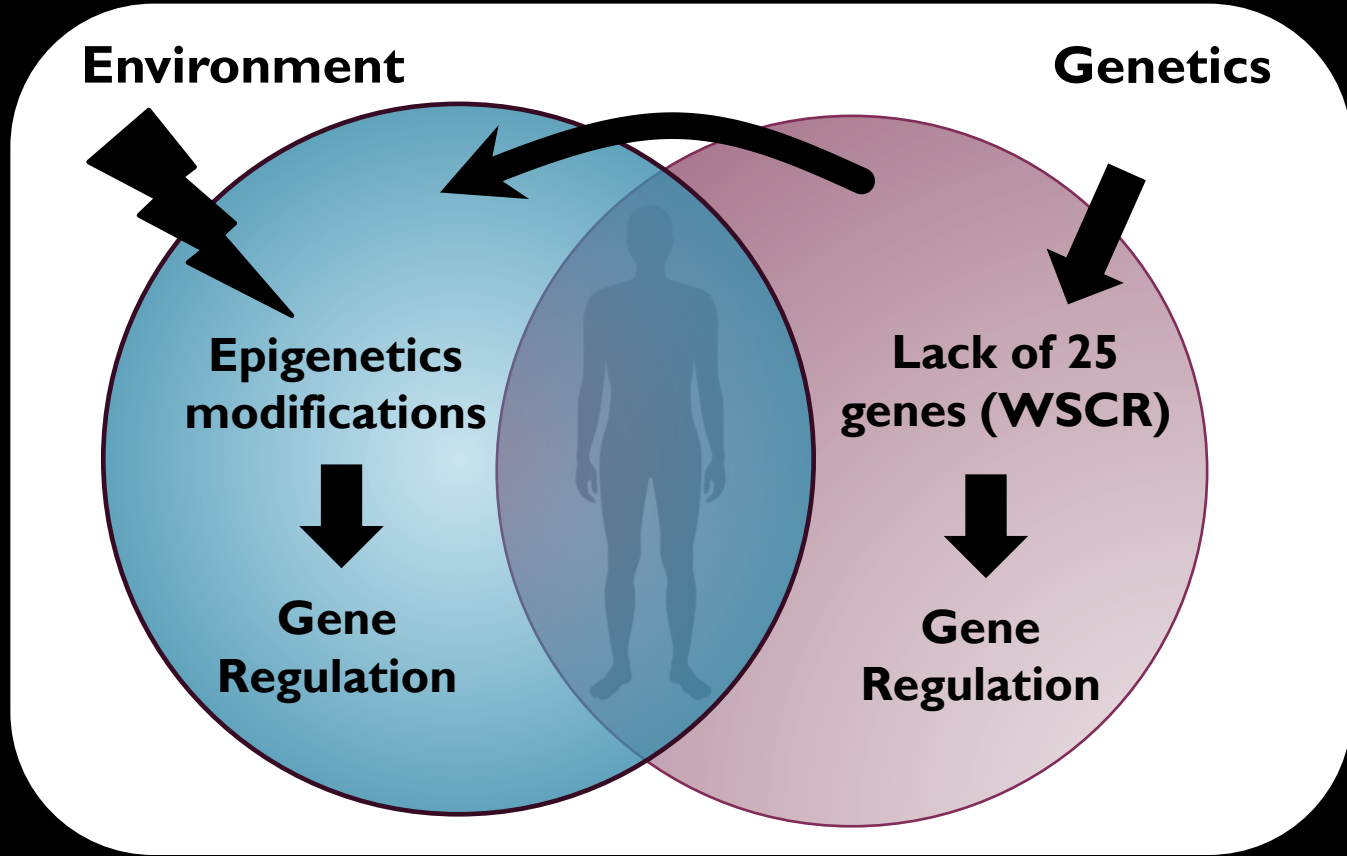 Environment
Genetics
Epigenetics
modifications
Gene
Regulation
Lack of 25
genes (WSCR)
Gene
Regulation